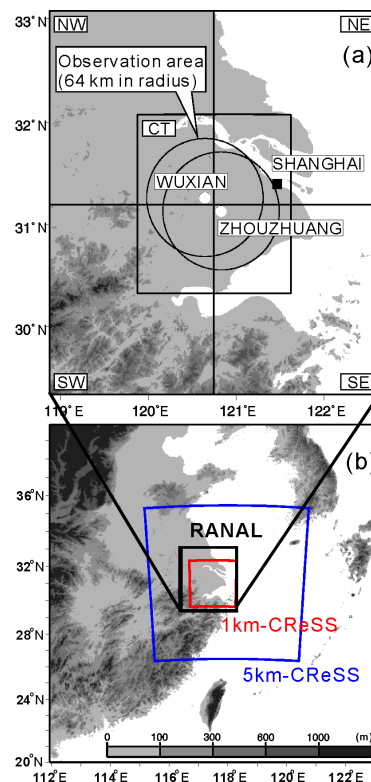 33°N
NW
NE
Observation area
(64 km in radius)
(a)
32°N
CT
SHANGHAI
WUXIAN
31°N
ZHOUZHUANG
30°N
SW
SE
119°E 120°E 121°E 122°E
(b)
36°N
RANAL
32°N
1km-CReSS
28°N
5km-CReSS
24°N
0 100 300 600 1000 (m)
20°N
112°E 114°E 116°E 118°E 120°E 122°E